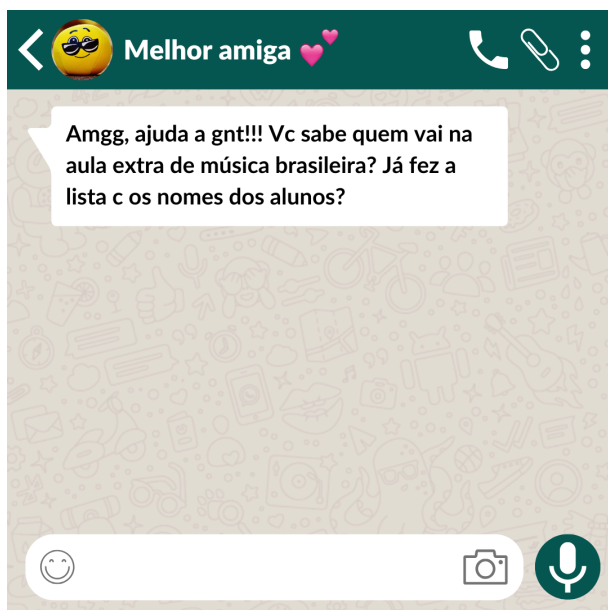 Melhor amiga 💕
Amgg, ajuda a gnt!!! Vc sabe quem vai na
aula extra de música brasileira? Já fez a
lista c os nomes dos alunos?